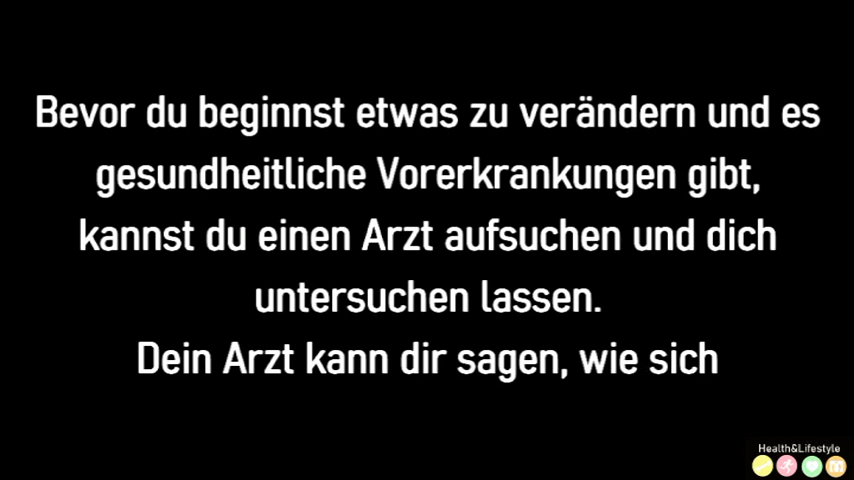 Bevor du beginnst etwas zu verändern und es
gesundheitliche Vorerkrankungen gibt,
kannst du einen Arzt aufsuchen und dich
untersuchen lassen.
Dein Arzt kann dir sagen, wie sich
Health&Lifestyle